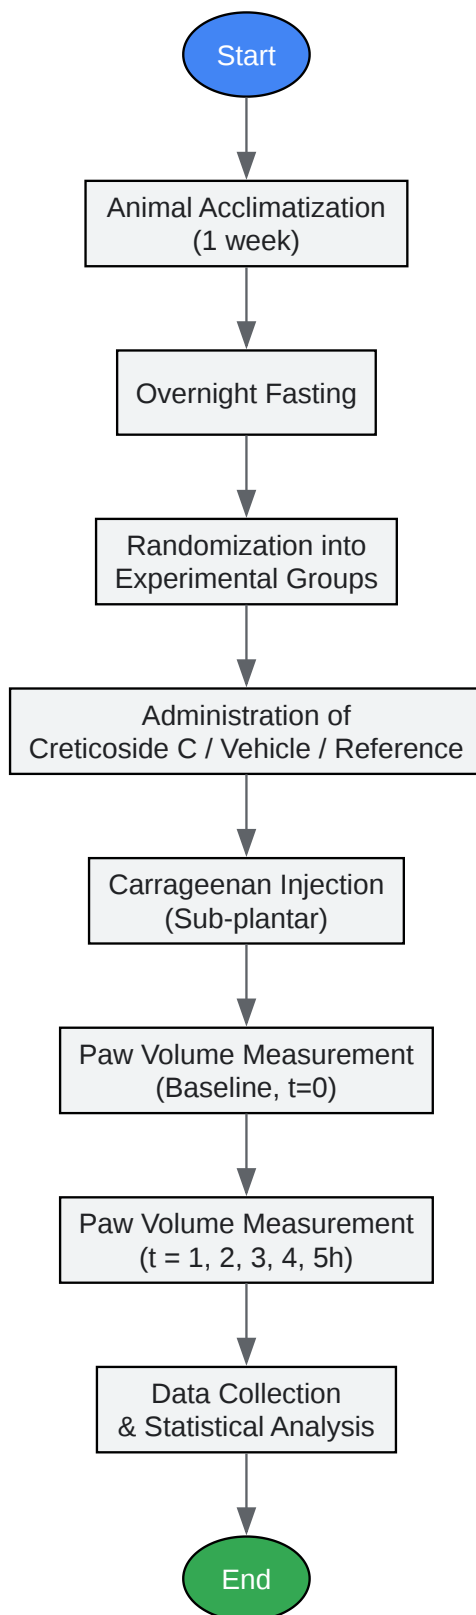 Start
Animal Acclimatization
(1 week)
Overnight Fasting
Randomization into
Experimental Groups
Administration of
Creticoside C / Vehicle / Reference
Carrageenan Injection
(Sub-plantar)
Paw Volume Measurement
(Baseline, t=0)
Paw Volume Measurement
(t = 1, 2, 3, 4, 5h)
Data Collection
& Statistical Analysis
End